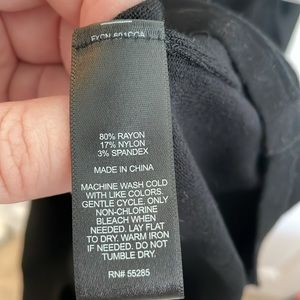 80% RAYON
17% NYLON
3% SPANDEX
MADE IN CHINA
MACHINE WASH COLD
WITH LIKE COLORS.
GENTLE CYCLE. ONLY
NON-CHLORINE
BLEACH WHEN
NEEDED. LAY FLAT
TO DRY. WARM IRON
IF NEEDED. DO NOT
TUMBLE DRY.
RN# 55285